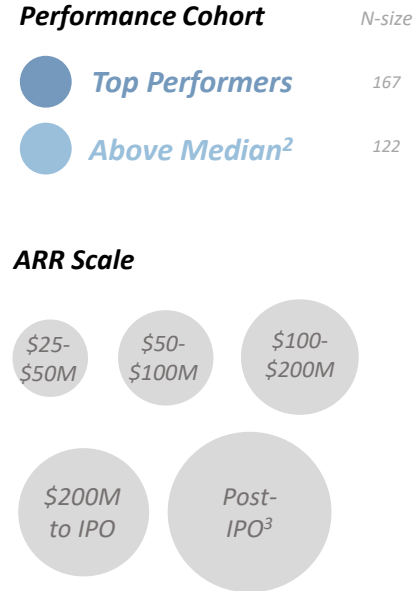 Performance Cohort N-size
Top Performers 167
Above Median² 122
ARR Scale
$25-
$50M
$50-
$100M
$100-
$200M
$200M
to IPO
Post-
IPO³